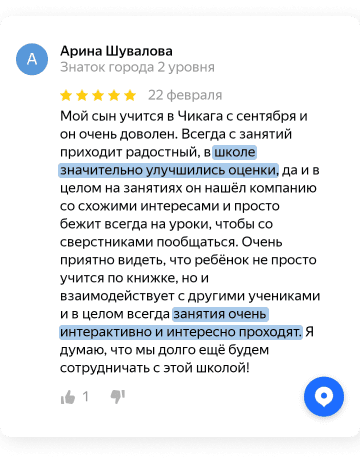 А
Арина Шувалова
Знаток города 2 уровня
22 февраля
Мой сын учится в Чикага с сентября и
он очень доволен. Всегда с занятий
приходит радостный, в школе
значительно улучшились оценки, да и в
целом на занятиях он нашёл компанию
со схожими интересами и просто
бежит всегда на уроки, чтобы со
сверстниками пообщаться. Очень
приятно видеть, что ребёнок не просто
учится по книжке, но и
взаимодействует с другими учениками
и в целом всегда занятия очень
интерактивно и интересно проходят. Я
думаю, что мы долго ещё будем
сотрудничать с этой школой!
1